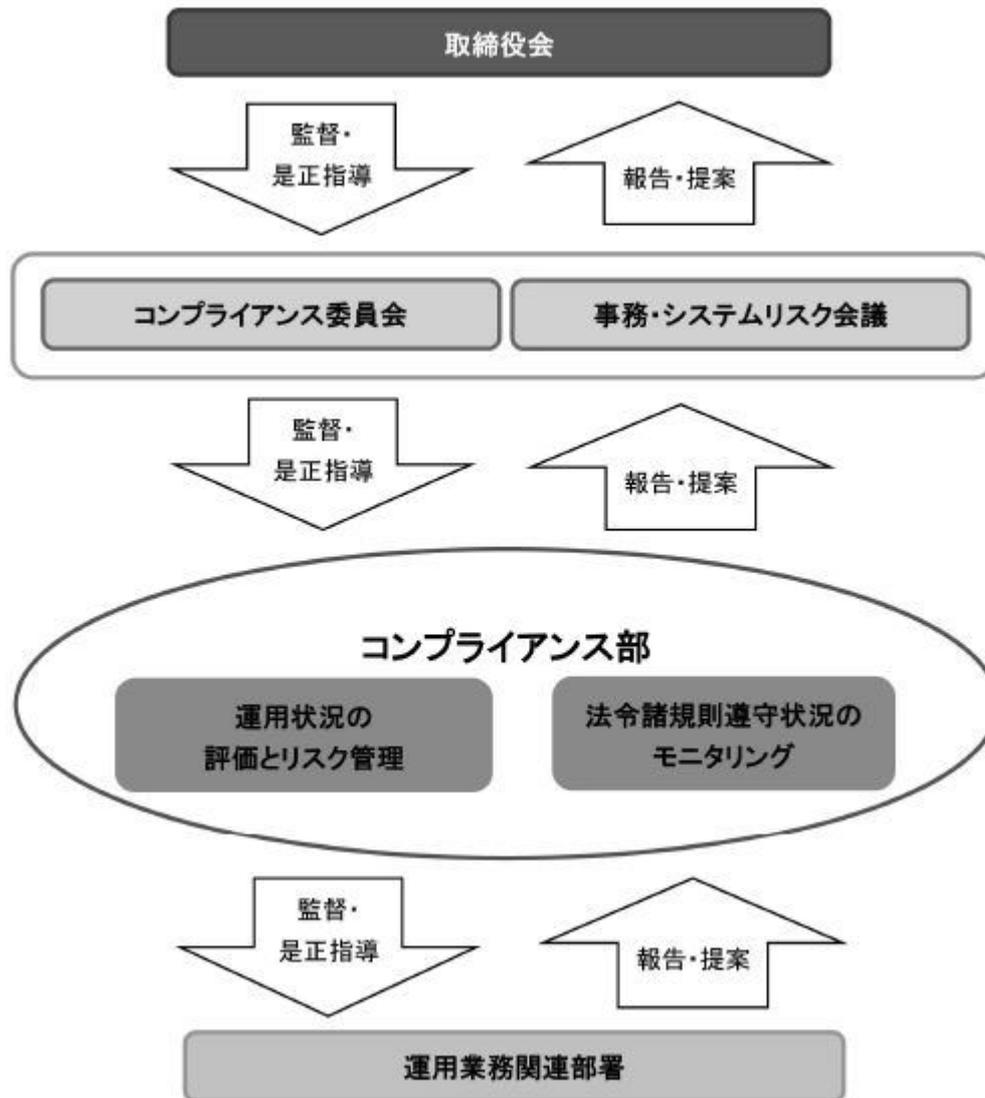 取締役会
監督・
是正指導
報告・提案
コンプライアンス委員会
事務・システムリスク会議
監督・
是正指導
報告・提案
コンプライアンス部
運用状況の
評価とリスク管理
法令諸規則遵守状況の
モニタリング
監督・
是正指導
報告・提案
運用業務関連部署